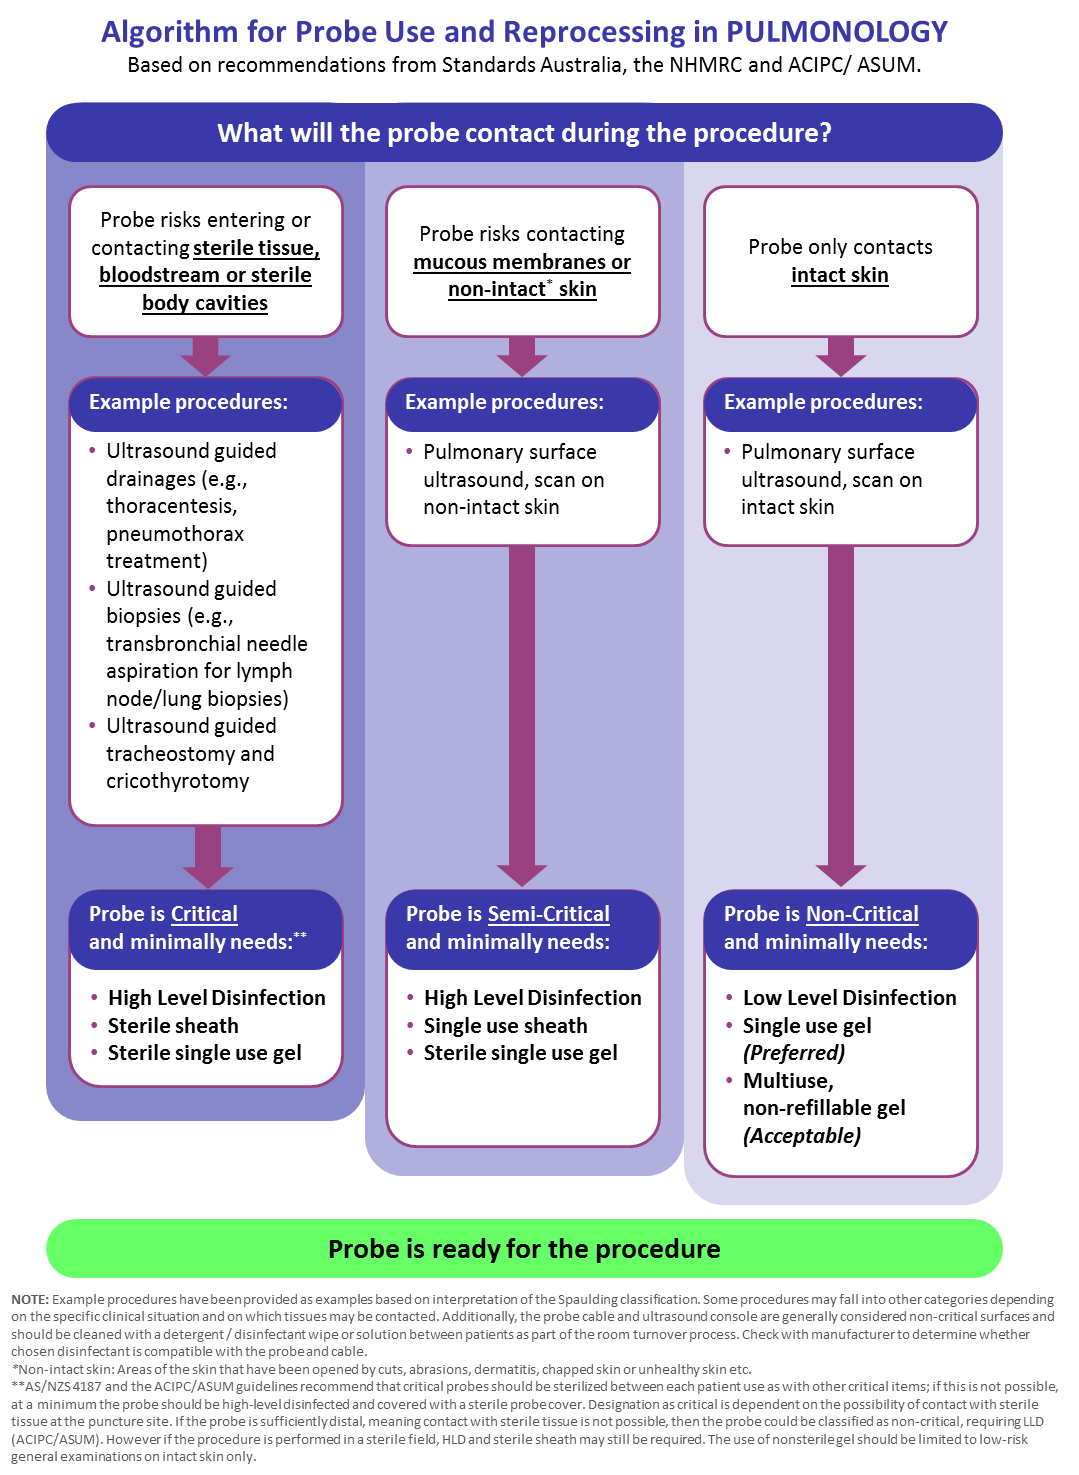 Algorithm for Probe Use and Reprocessing in PULMONOLOGY
Based on recommendations from Standards Australia, the NHMRC and ACIPC/ ASUM.
What will the probe contact during the procedure?
Probe risks entering or
contacting sterile tissue,
bloodstream or sterile
body cavities
Example procedures:
• Ultrasound guided
drainages (e.g.,
thoracentesis,
pneumothorax
treatment)
• Ultrasound guided
biopsies (e.g.,
transbronchial needle
aspiration for lymph
node/lung biopsies)
• Ultrasound guided
tracheostomy and
cricothyrotomy
Probe is Critical
and minimally needs:**
• High Level Disinfection
• Sterile sheath
• Sterile single use gel
Probe risks contacting
mucous membranes or
non-intact* skin
Example procedures:
• Pulmonary surface
ultrasound, scan on
non-intact skin
Probe is Semi-Critical
and minimally needs:
• High Level Disinfection
• Single use sheath
• Sterile single use gel
Probe only contacts
intact skin
Example procedures:
• Pulmonary surface
ultrasound, scan on
intact skin
Probe is Non-Critical
and minimally needs:
• Low Level Disinfection
• Single use gel
(Preferred)
• Multiuse,
non-refillable gel
(Acceptable)
Probe is ready for the procedure
NOTE: Example procedures have been provided as examples based on interpretation of the Spaulding classification. Some procedures may fall into other categories depending
on the specific clinical situation and on which tissues may be contacted. Additionally, the probe cable and ultrasound console are generally considered non-critical surfaces and
should be cleaned with a detergent / disinfectant wipe or solution between patients as part of the room turnover process. Check with manufacturer to determine whether
chosen disinfectant is compatible with the probe and cable.
*Non-intact skin: Areas of the skin that have been opened by cuts, abrasions, dermatitis, chapped skin or unhealthy skin etc.
**AS/NZS 4187 and the ACIPC/ASUM guidelines recommend that critical probes should be sterilized between each patient use as with other critical items; if this is not possible,
at a minimum the probe should be high-level disinfected and covered with a sterile probe cover. Designation as critical is dependent on the possibility of contact with sterile
tissue at the puncture site. If the probe is sufficiently distal, meaning contact with sterile tissue is not possible, then the probe could be classified as non-critical, requiring LLD
(ACIPC/ASUM). However if the procedure is performed in a sterile field, HLD and sterile sheath may still be required. The use of nonsterile gel should be limited to low-risk
general examinations on intact skin only.